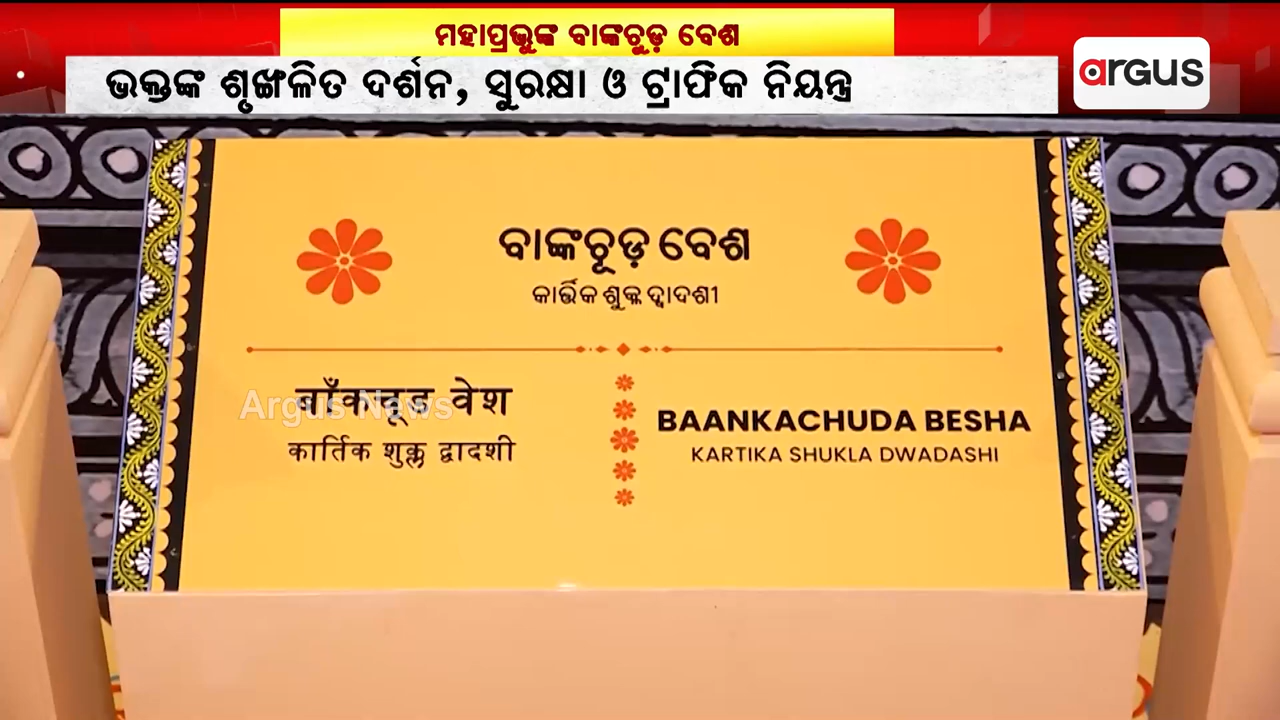 ମହାପ୍ରଭୁଙ୍କ ବାଙ୍କଚୁଡ଼ ବେଶ
ଭକ୍ତଙ୍କ ଶୃଙ୍ଖଳିତ ଦର୍ଶନ, ସୁରକ୍ଷା ଓ ଟ୍ରାଫିକ ନିୟନ୍ତ୍ର
argus
ବାଙ୍କଚୂଡ଼ ବେଶ
କାର୍ତ୍ତିକ ଶୁକ୍ଳ ଦ୍ଵାଦଶୀ
बाँकचूड़ वेश
Argus News
कार्तिक शुक्ल द्वादशी
BAANKACHUDA BESHA
KARTIKA SHUKLA DWADASHI